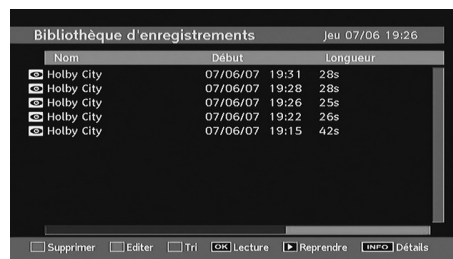 Bibliothèque d'enregistrements Jeu 07/06 19:26
Nom Début Longueur
Holby City 07/06/07 19:31 28s
Holby City 07/06/07 19:28 28s
Holby City 07/06/07 19:26 25s
Holby City 07/06/07 19:22 26s
Holby City 07/06/07 19:15 42s
Supprimer Editer Tri OK Lecture Reprendre INFO Détails